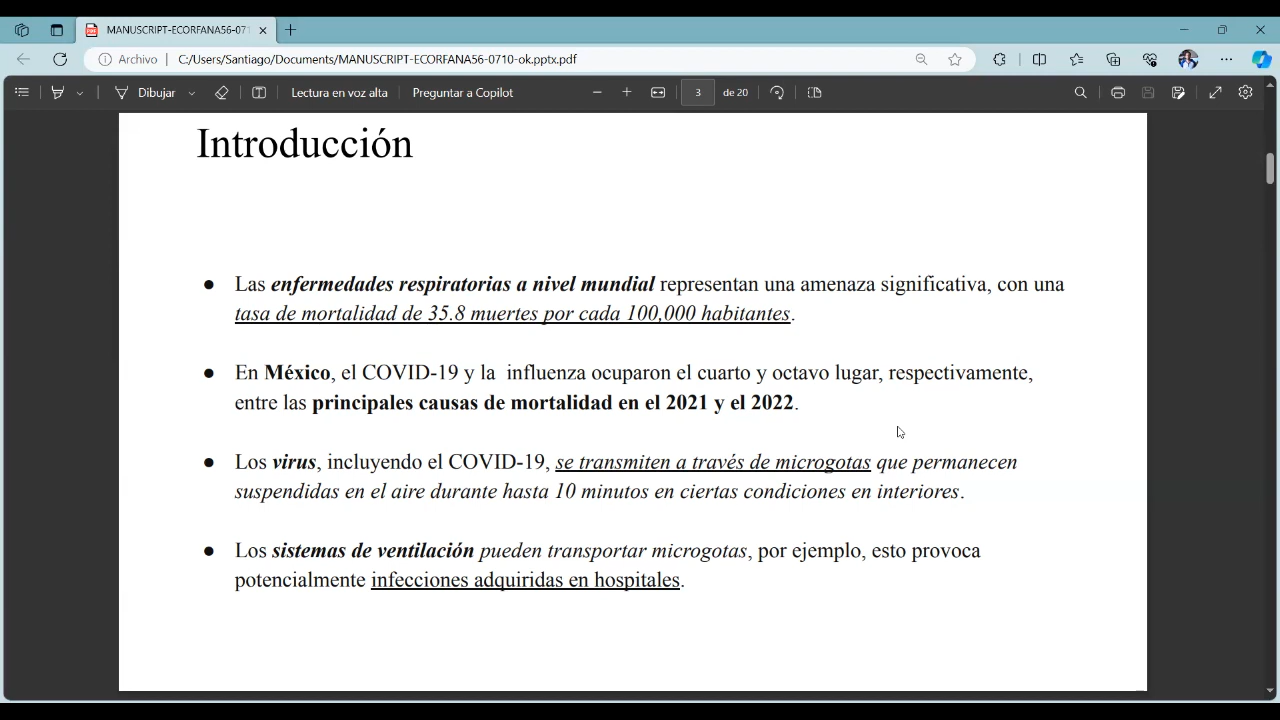 MANUSCRIPT-ECORFANA56-071
Archivo | C:/Users/Santiago/Documents/MANUSCRIPT-ECORFANA56-0710-ok.pptx.pdf
Dibujar Lectura en voz alta Preguntar a Copilot 3 de 20
Introducción
● Las enfermedades respiratorias a nivel mundial representan una amenaza significativa, con una
tasa de mortalidad de 35.8 muertes por cada 100,000 habitantes.
● En México, el COVID-19 y la influenza ocuparon el cuarto y octavo lugar, respectivamente,
entre las principales causas de mortalidad en el 2021 y el 2022.
● Los virus, incluyendo el COVID-19, se transmiten a través de microgotas que permanecen
suspendidas en el aire durante hasta 10 minutos en ciertas condiciones en interiores.
● Los sistemas de ventilación pueden transportar microgotas, por ejemplo, esto provoca
potencialmente infecciones adquiridas en hospitales.